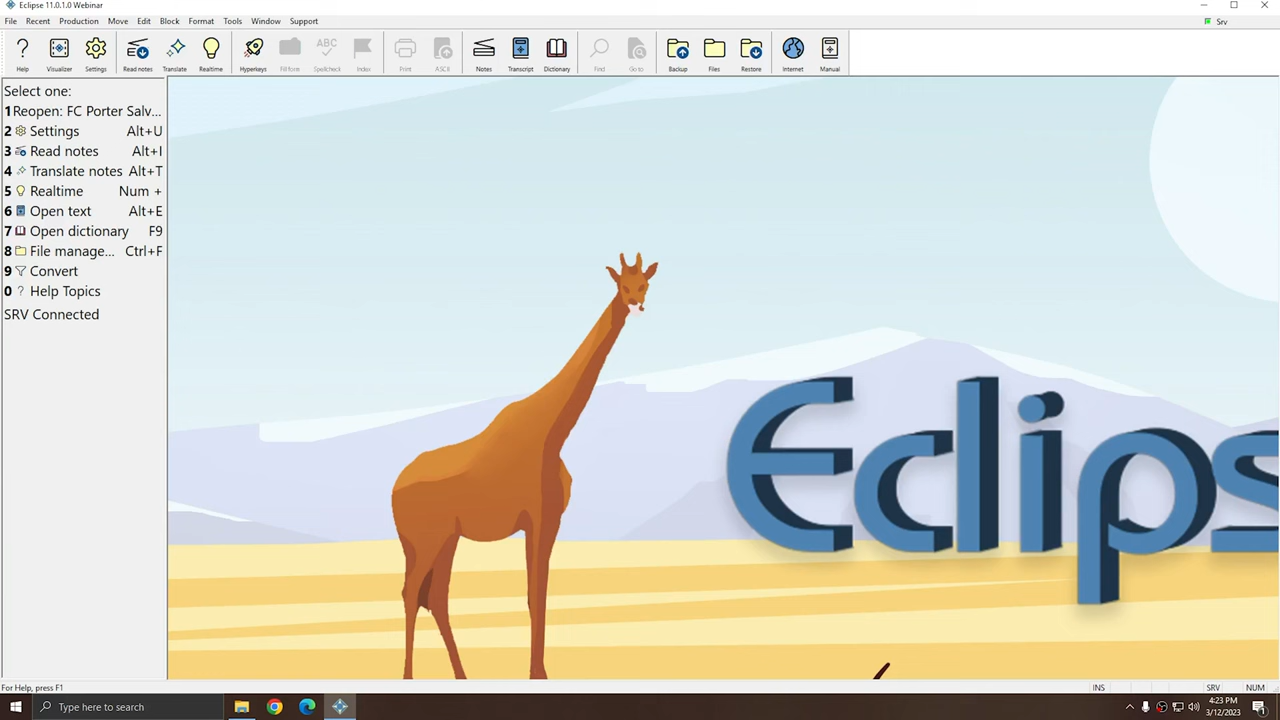 Eclipse 11.0.1.0 Webinar
File Recent Production Move Edit Block Format Tools Window Support
Srv
Help Visualizer Settings Read notes Translate Realtime Hyperkeys Fill form Spellcheck Index Print ASCII Notes Transcript Dictionary Find Go to Backup Files Restore Internet Manual
ABC
Select one:
1Reopen: FC Porter Salv...
2 Settings Alt+U
3 Read notes Alt+I
4 Translate notes Alt+T
5 Realtime Num +
6 Open text Alt+E
7 Open dictionary F9
8 File manage... Ctrl+F
9 Convert
0 ? Help Topics
SRV Connected
Eclips
For Help, press F1
INS SRV NUM
Type here to search
4:23 PM
3/12/2023
1